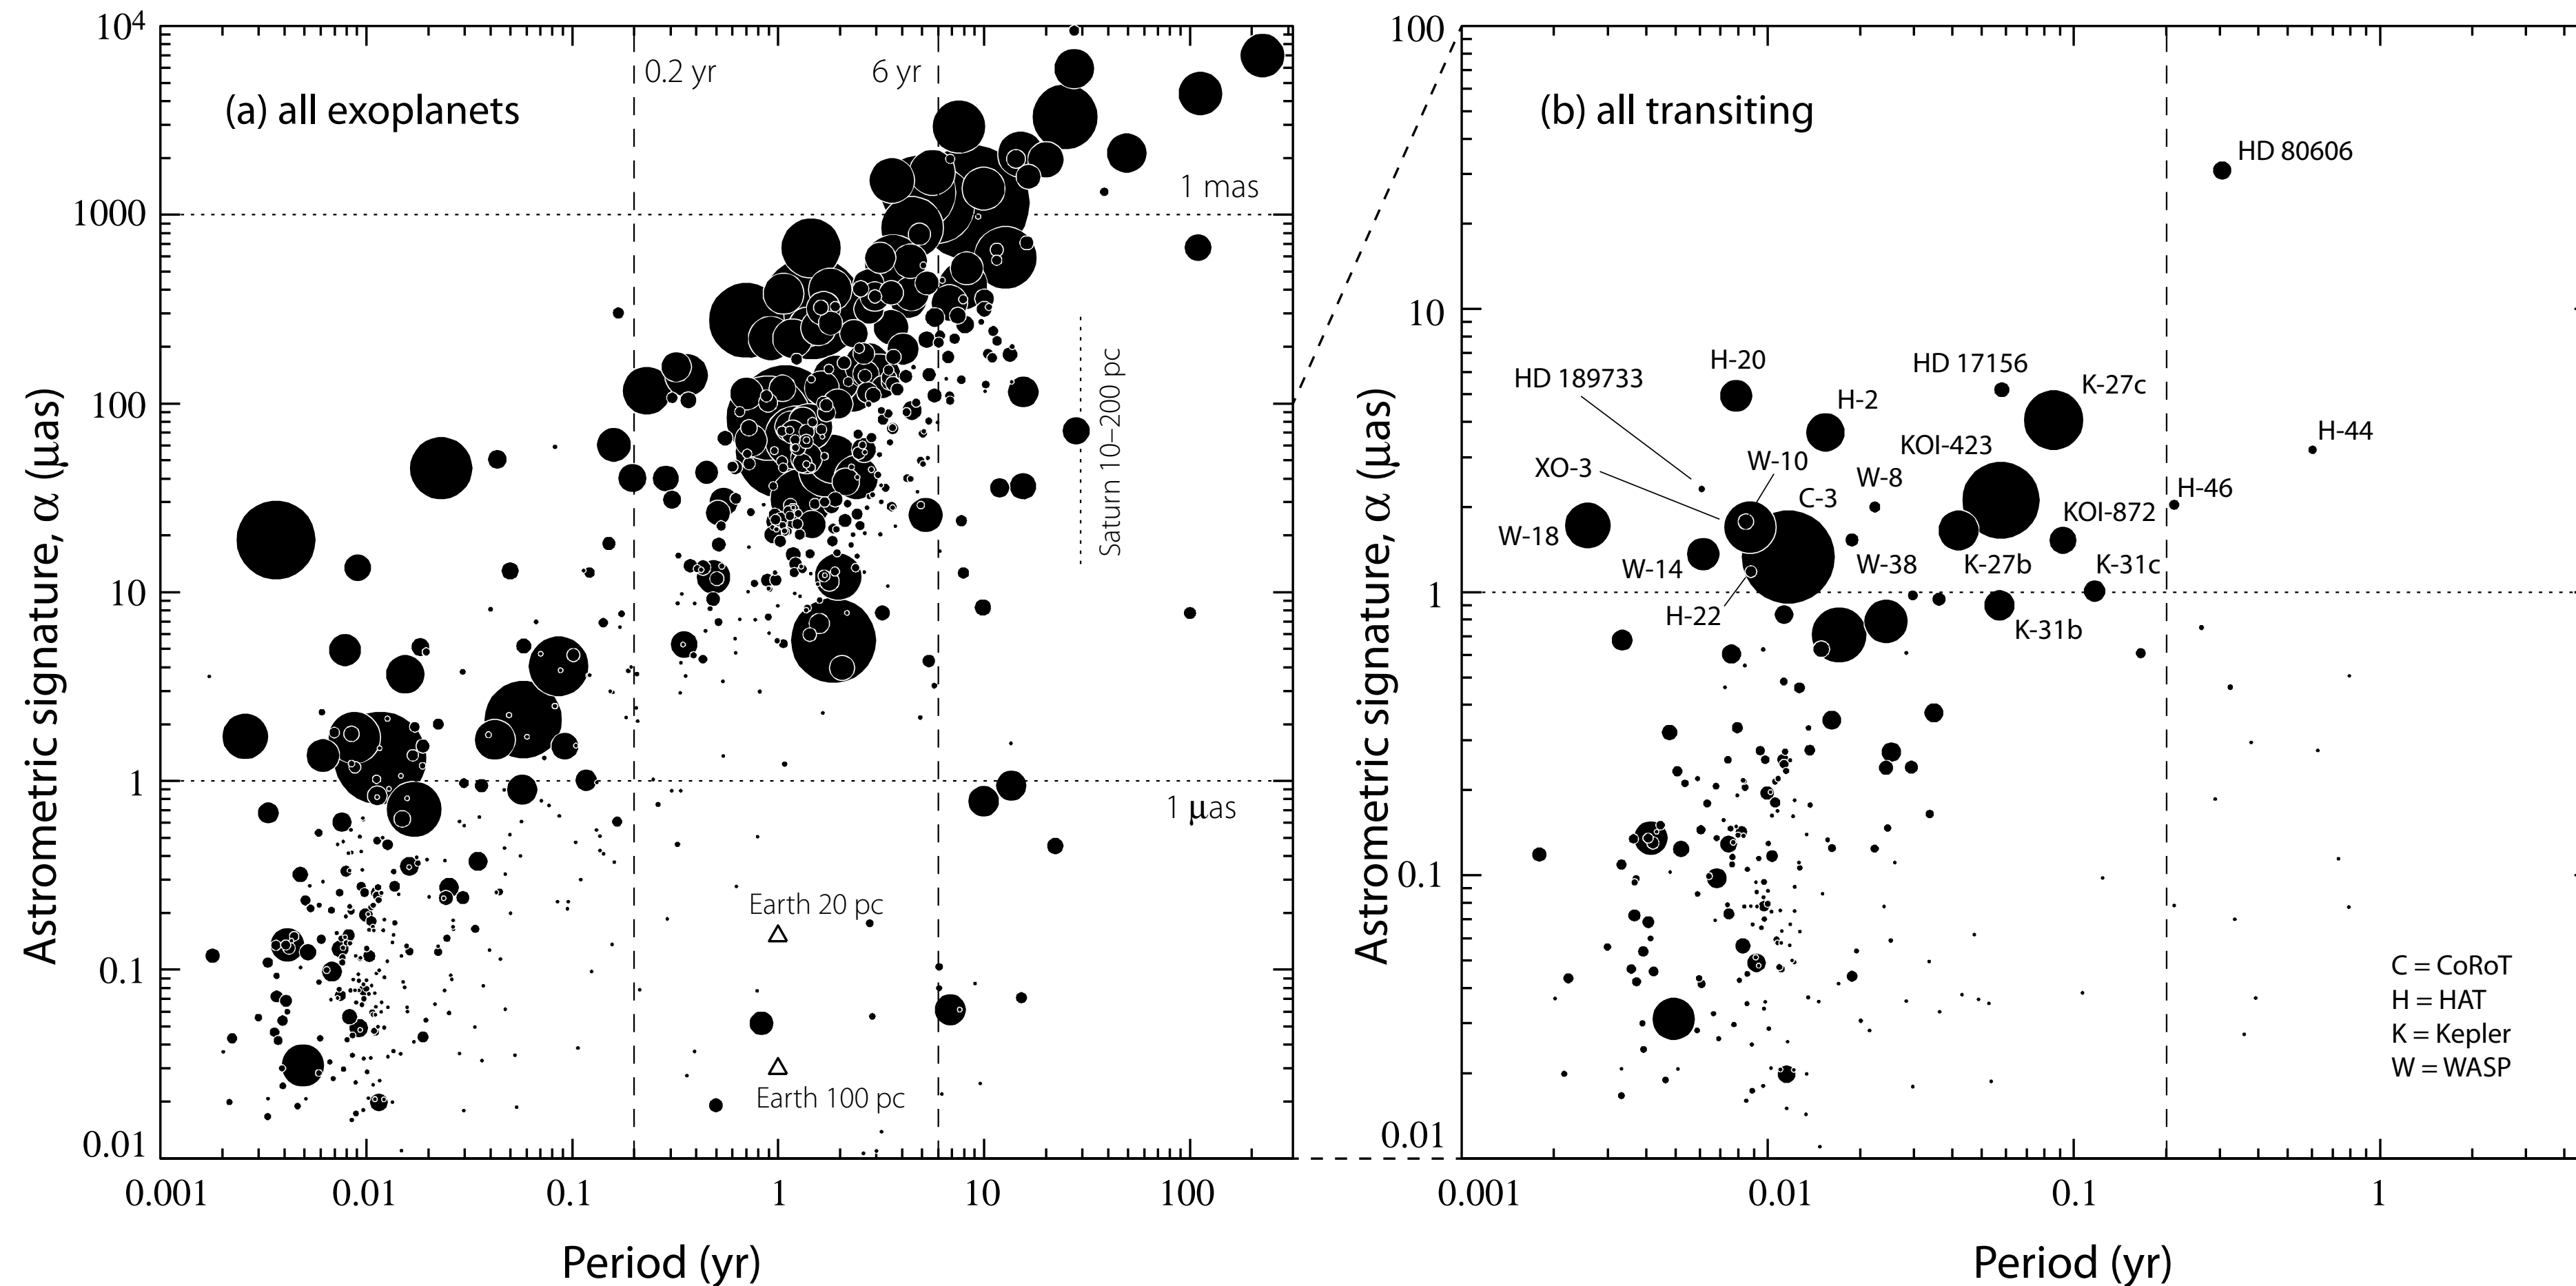 10⁴
1000
100
10
1
0.1
0.01
Astrometric signature, α (μas)
(a) all exoplanets
0.2 yr
6 yr
1 mas
Saturn 10–200 pc
1 μas
Earth 20 pc
Earth 100 pc
0.001
0.01
0.1
1
10
100
Period (yr)
100
10
1
0.1
0.01
Astrometric signature, α (μas)
(b) all transiting
HD 80606
H-20
HD 17156
HD 189733
K-27c
H-2
H-44
KOI-423
W-10
XO-3
W-8
H-46
C-3
KOI-872
W-18
W-14
W-38
K-27b
K-31c
H-22
K-31b
C = CoRoT
H = HAT
K = Kepler
W = WASP
0.001
0.01
0.1
1
Period (yr)